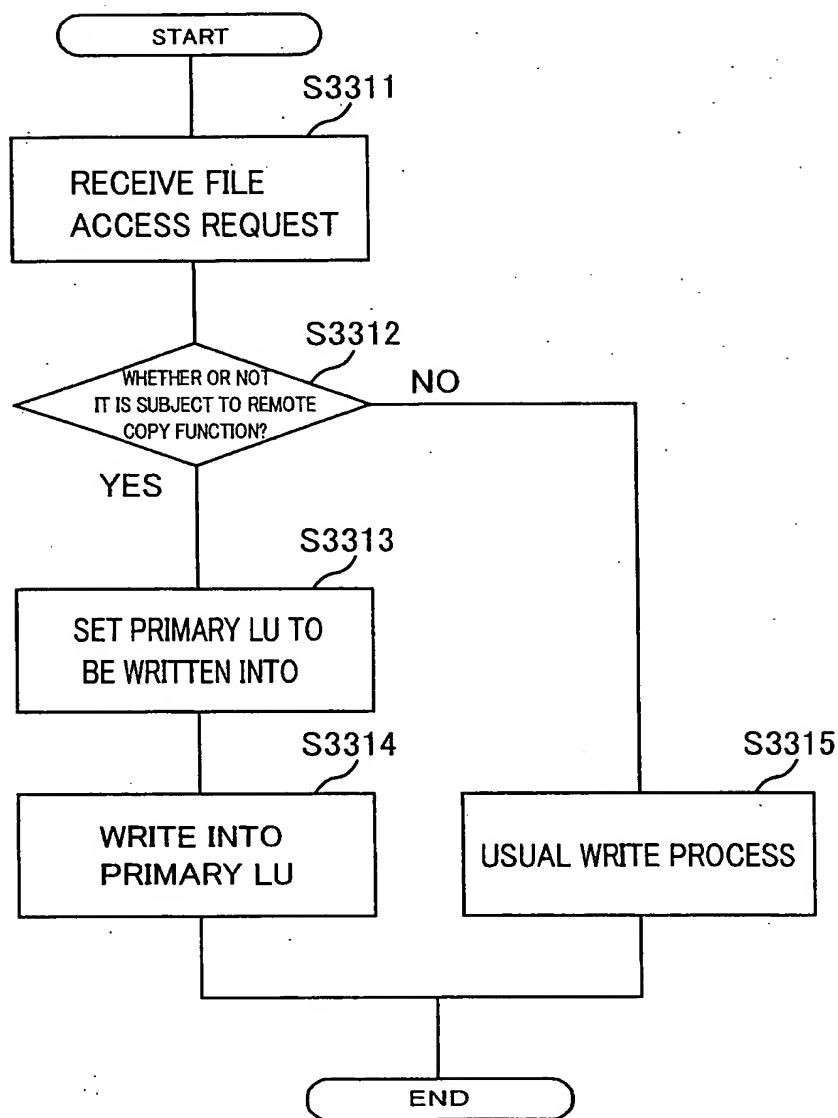 START
S3311
RECEIVE FILE
ACCESS REQUEST
S3312
WHETHER OR NOT
IT IS SUBJECT TO REMOTE
COPY FUNCTION?
NO
YES
S3313
SET PRIMARY LU TO
BE WRITTEN INTO
S3314
WRITE INTO
PRIMARY LU
S3315
USUAL WRITE PROCESS
END